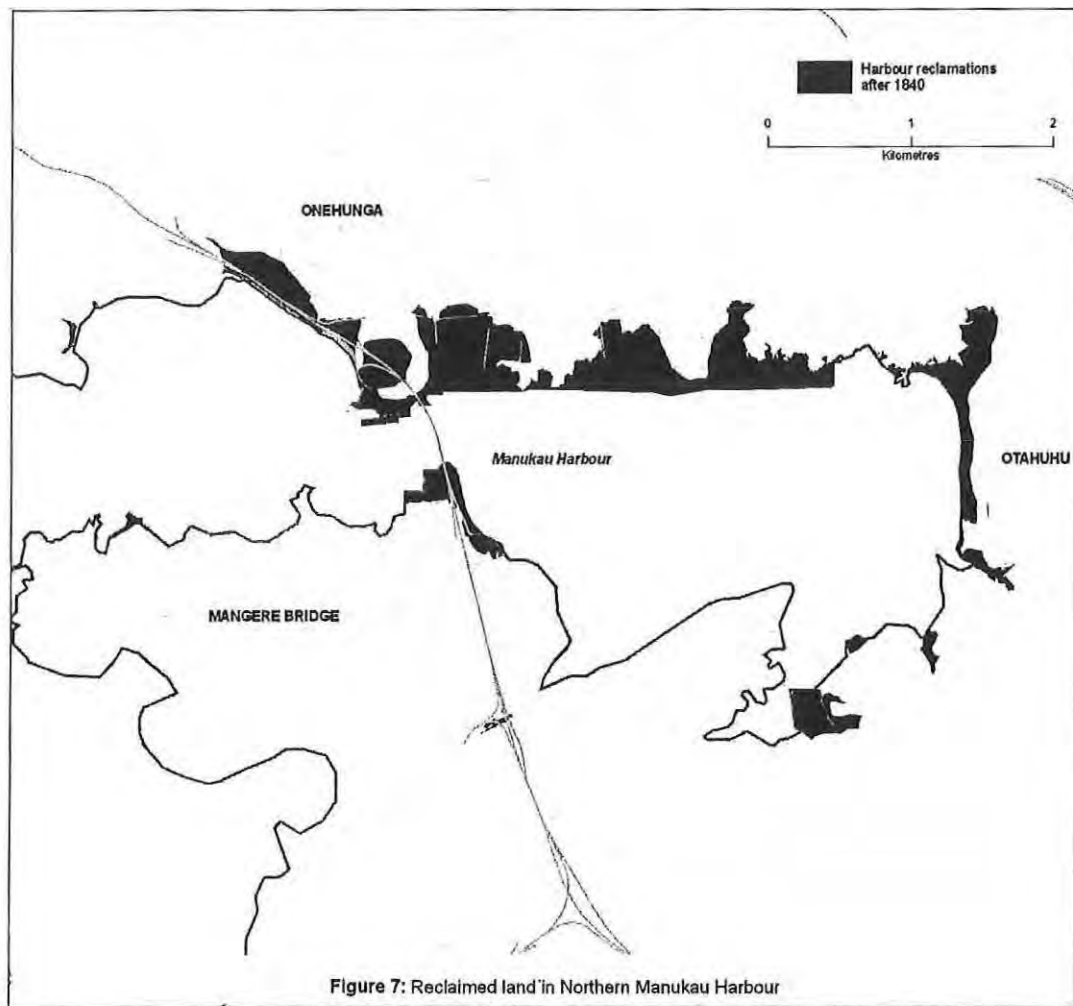 Harbour reclamations
after 1840
0 1 2
Kilometres
ONEHUNGA
Manukau Harbour
OTAHUHU
MANGERE BRIDGE
Figure 7: Reclaimed land in Northern Manukau Harbour